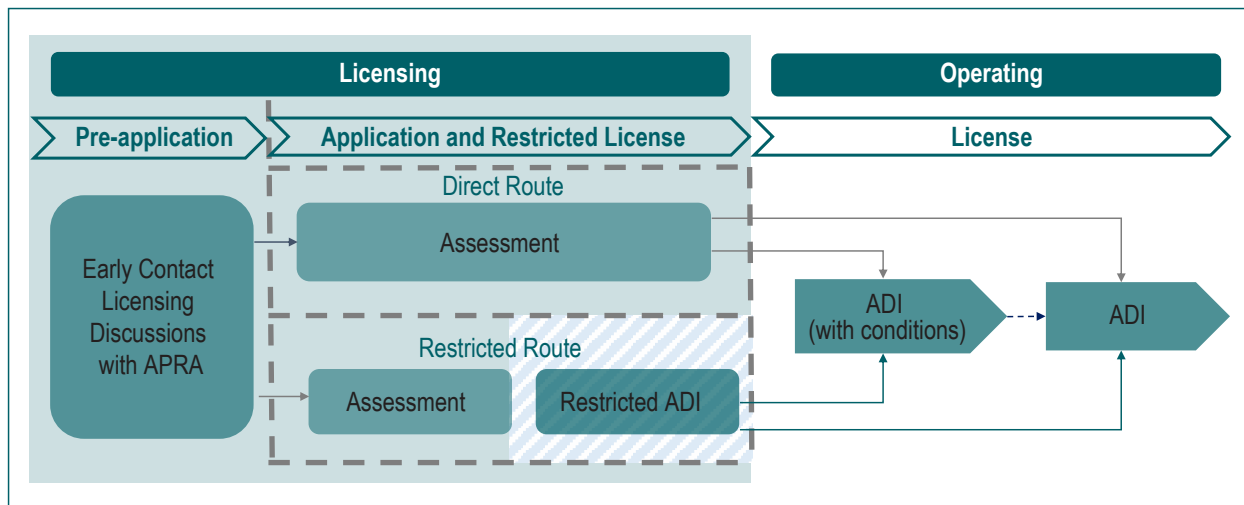 Licensing
Operating
Pre-application
Application and Restricted License
License
Direct Route
Assessment
Early Contact
Licensing
Discussions
with APRA
ADI
(with conditions)
ADI
Restricted Route
Assessment
Restricted ADI